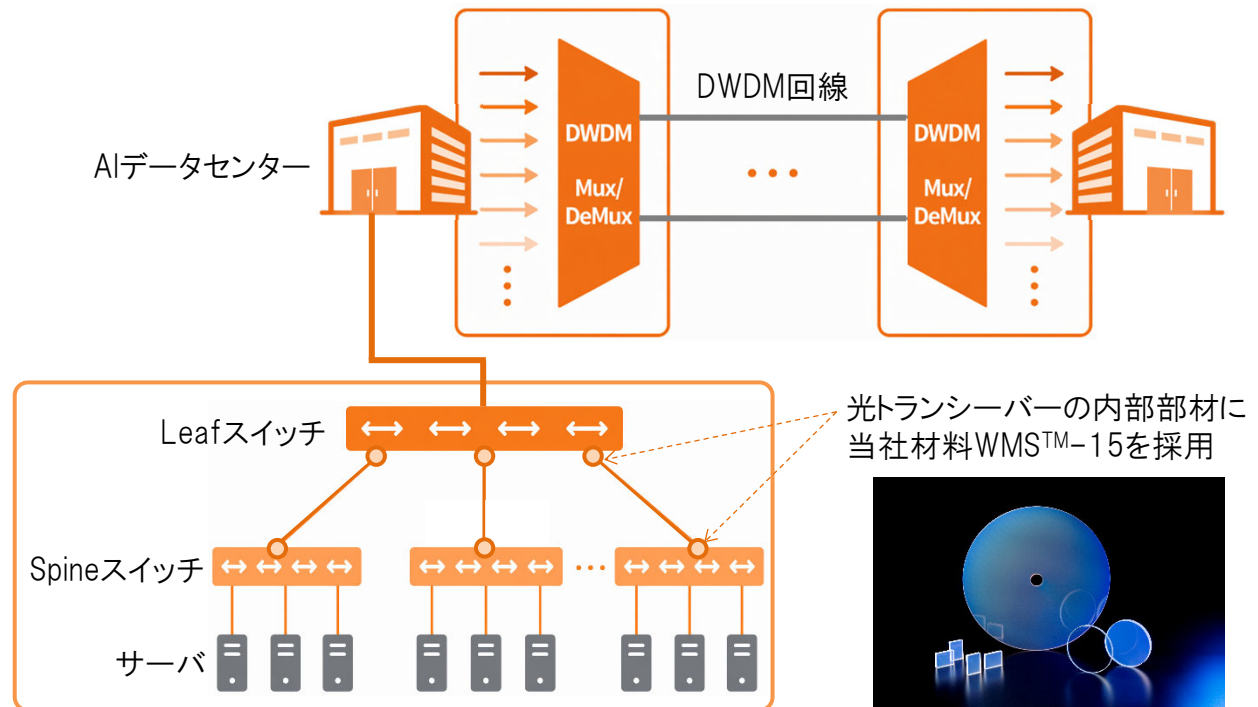 DWDM回線
DWDM
Mux/
DeMux
DWDM
Mux/
DeMux
AIデータセンター
Leafスイッチ
光トランシーバーの内部部材に
当社材料WMS™-15を採用
Spineスイッチ
サーバ